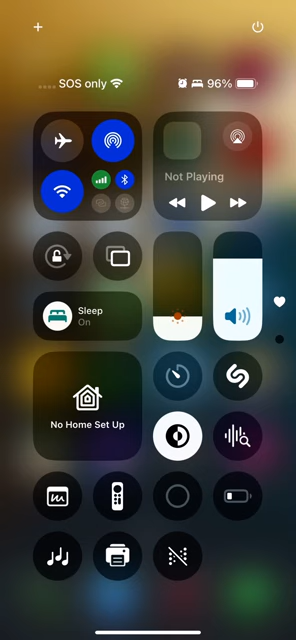 SOS only
96%
Not Playing
Sleep
On
No Home Set Up